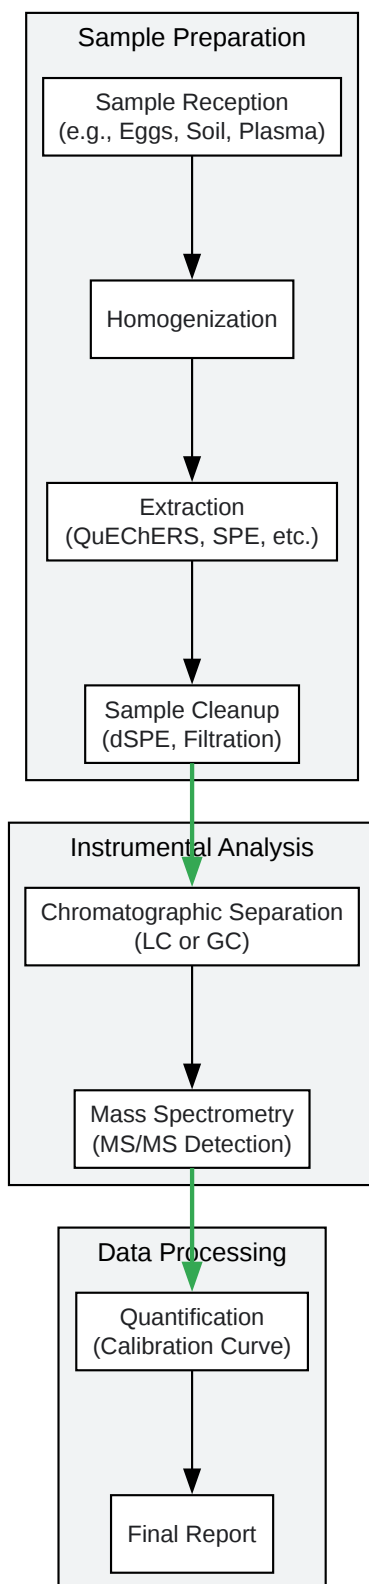 Sample Preparation
Sample Reception
(e.g., Eggs, Soil, Plasma)
Homogenization
Extraction
(QuEChERS, SPE, etc.)
Sample Cleanup
(dSPE, Filtration)
Instrumental Analysis
Chromatographic Separation
(LC or GC)
Mass Spectrometry
(MS/MS Detection)
Data Processing
Quantification
(Calibration Curve)
Final Report